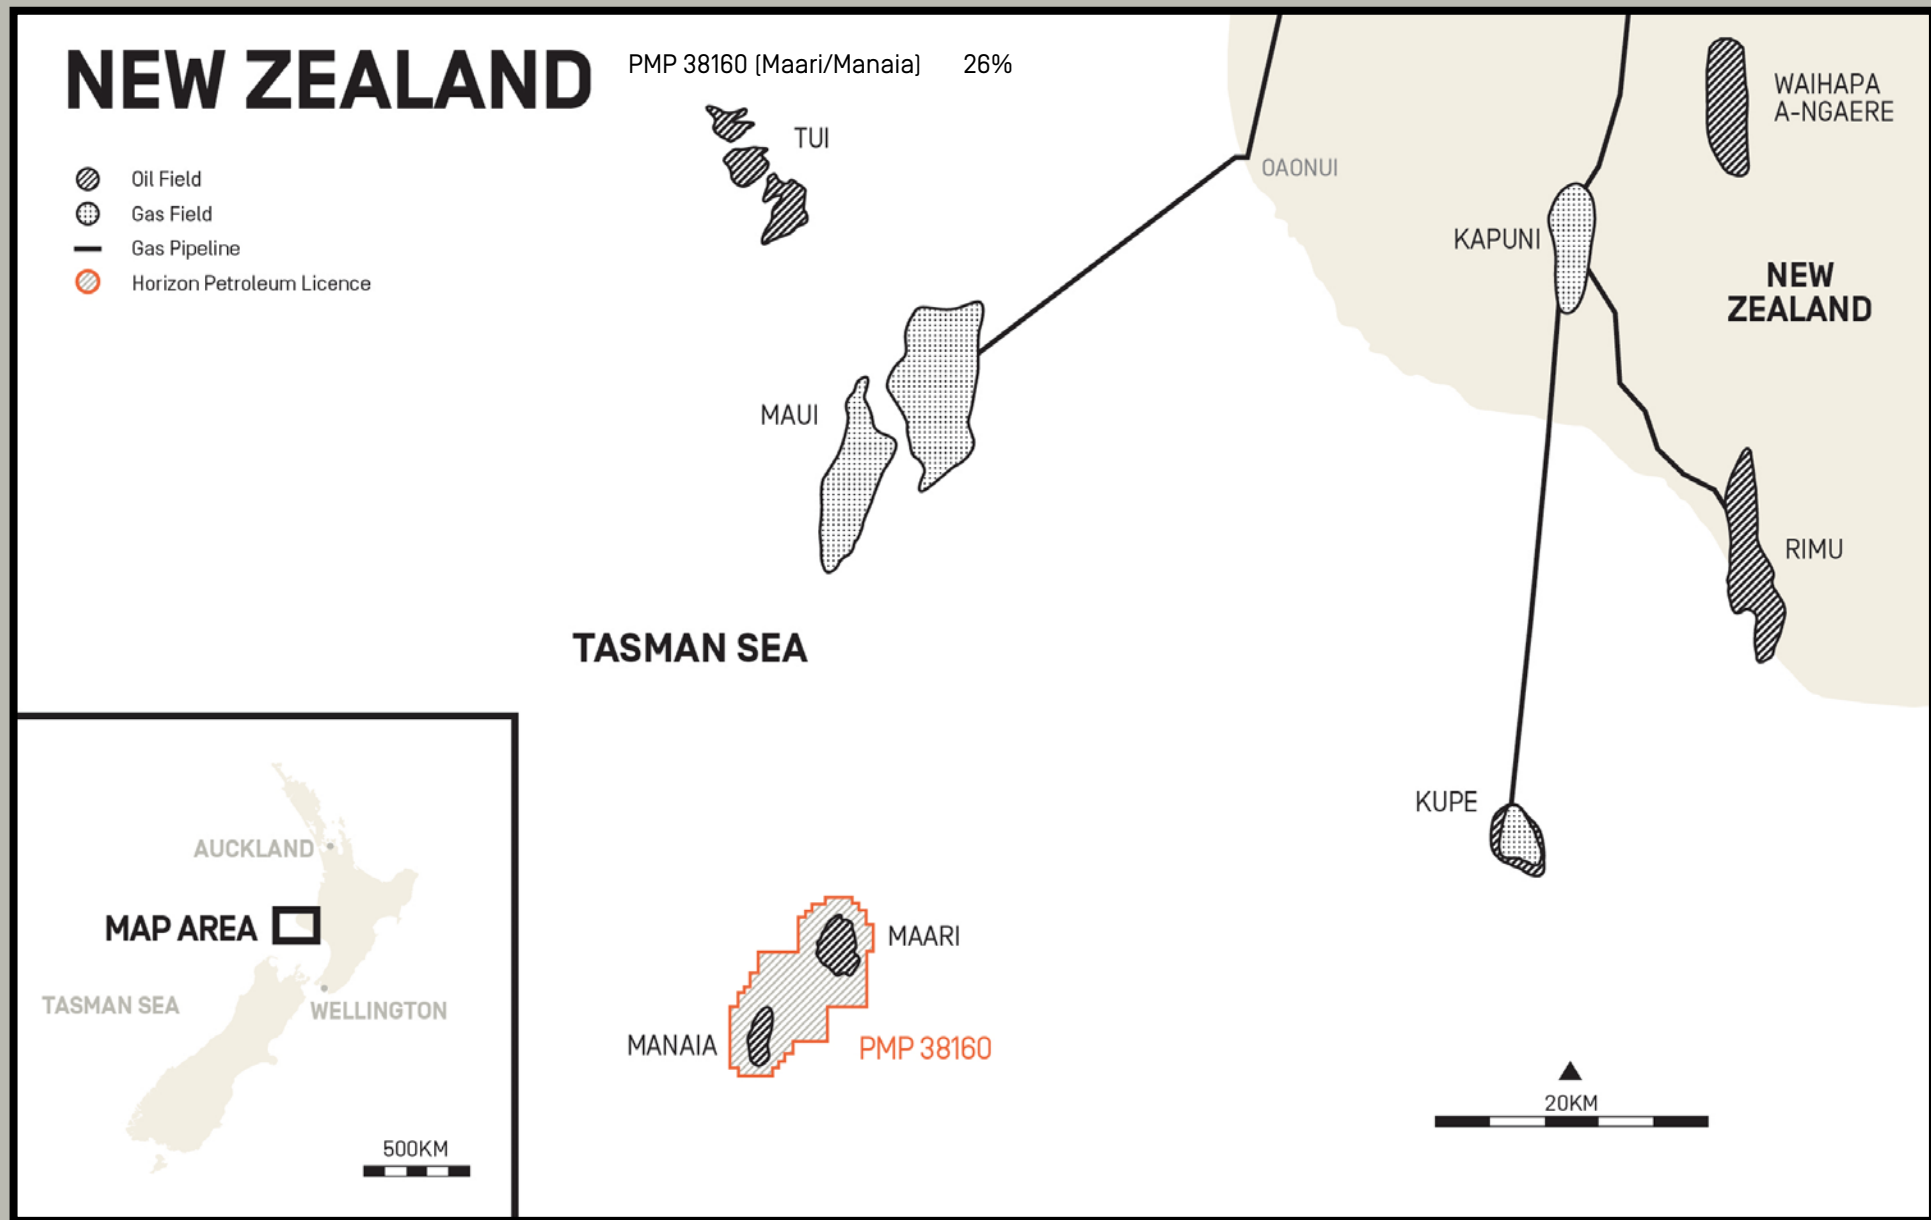 NEW ZEALAND
PMP 38160 (Maari/Manaia) 26%
Oil Field
Gas Field
Gas Pipeline
Horizon Petroleum Licence
TUI
OAONUI
WAIHAPA
A-NGAERE
KAPUNI
NEW
ZEALAND
MAUI
RIMU
TASMAN SEA
KUPE
MAARI
MANAIA
PMP 38160
20KM
AUCKLAND
MAP AREA
TASMAN SEA
WELLINGTON
500KM